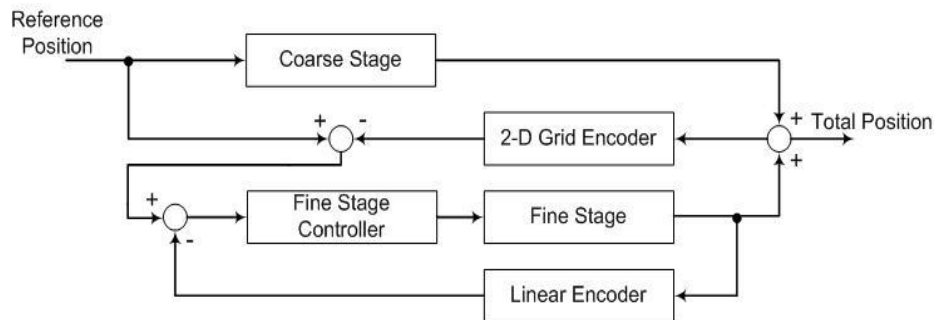 Reference
Position
Coarse Stage
+
+ -
2-D Grid Encoder
Total Position
+
+
Fine Stage
Controller
Fine Stage
-
Linear Encoder